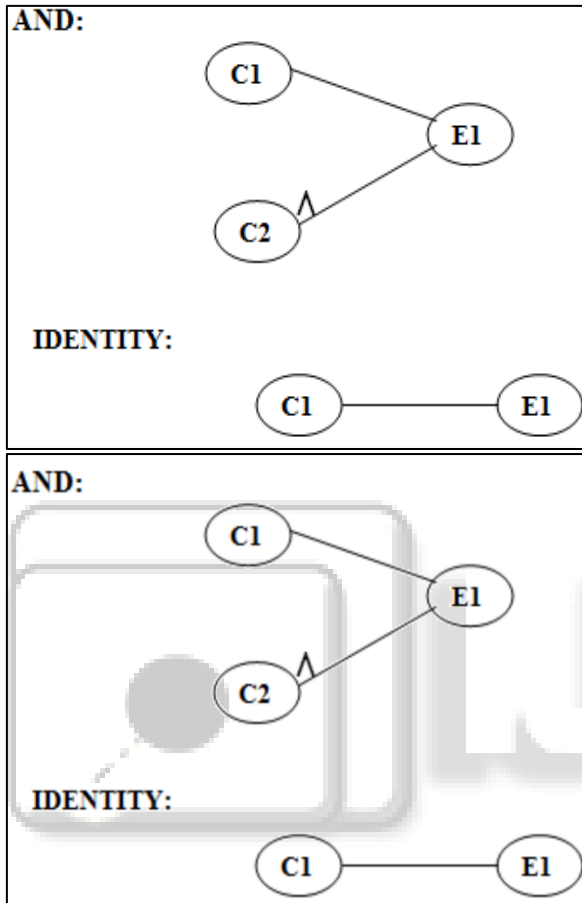 AND:
C1
E1
Λ
C2
IDENTITY:
C1 E1
AND:
C1
E1
Λ
C2
IDENTITY:
C1 E1